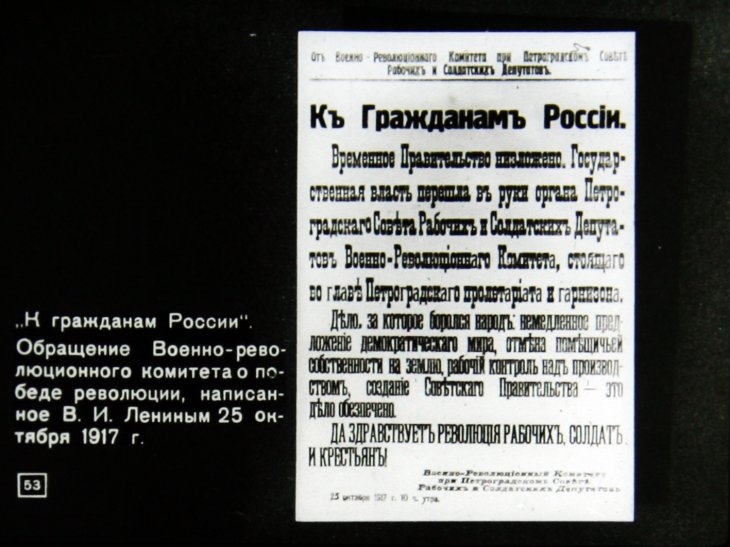 „К гражданам России“.
Обращение Военно-рево-
люционного комитета о по-
беде революции, написан-
ное В. И. Лениным 25 ок-
тября 1917 г.
53
Отъ Военно-Революціоннаго Комитета при Петроградскомъ Совѣтѣ
Рабочихъ и Солдатскихъ Депутатовъ.
Къ Гражданамъ Россіи.
Временное Правительство низложено. Государ-
ственная власть перешла въ руки органа Петро-
градскаго Совѣта Рабочихъ и Солдатскихъ Депута-
товъ Военно-Революціоннаго Комитета, стоящаго
во главѣ Петроградскаго пролетаріата и гарнизона.
Дѣло, за которое боролся народъ: немедленное пред-
ложеніе демократическаго мира, отмѣна помѣщичьей
собственности на землю, рабочій контроль надъ производ-
ствомъ, созданіе Совѣтскаго Правительства — это
дѣло обезпечено.
ДА ЗДРАВСТВУЕТЪ РЕВОЛЮЦІЯ РАБОЧИХЪ, СОЛДАТЪ
И КРЕСТЬЯНЪ!
Военно-Революціонный Комитетъ
при Петроградскомъ Совѣтѣ
Рабочихъ и Солдатскихъ Депутатовъ
25 октября 1917 г. 10 ч. утра.